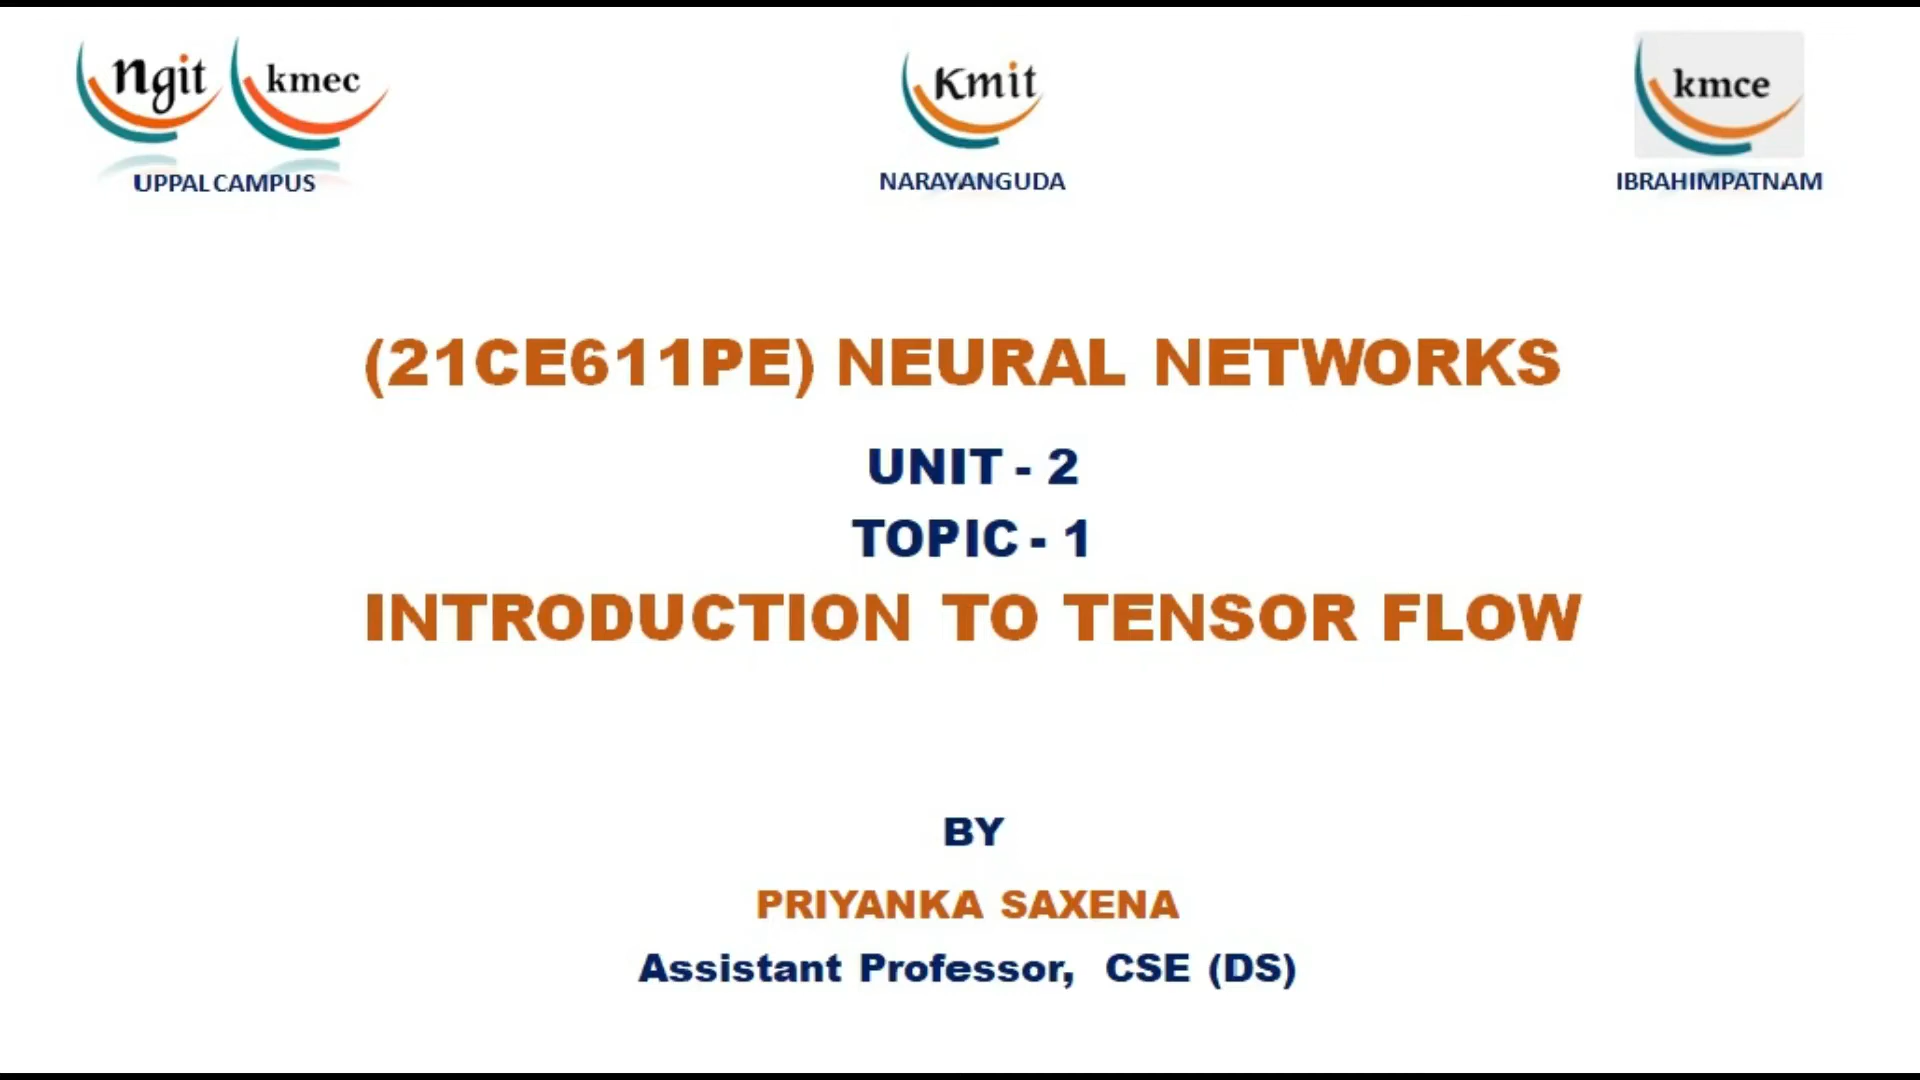 ngit kmec
UPPAL CAMPUS
Kmit
NARAYANGUDA
kmce
IBRAHIMPATNAM
(21CE611PE) NEURAL NETWORKS
UNIT - 2
TOPIC - 1
INTRODUCTION TO TENSOR FLOW
BY
PRIYANKA SAXENA
Assistant Professor, CSE (DS)